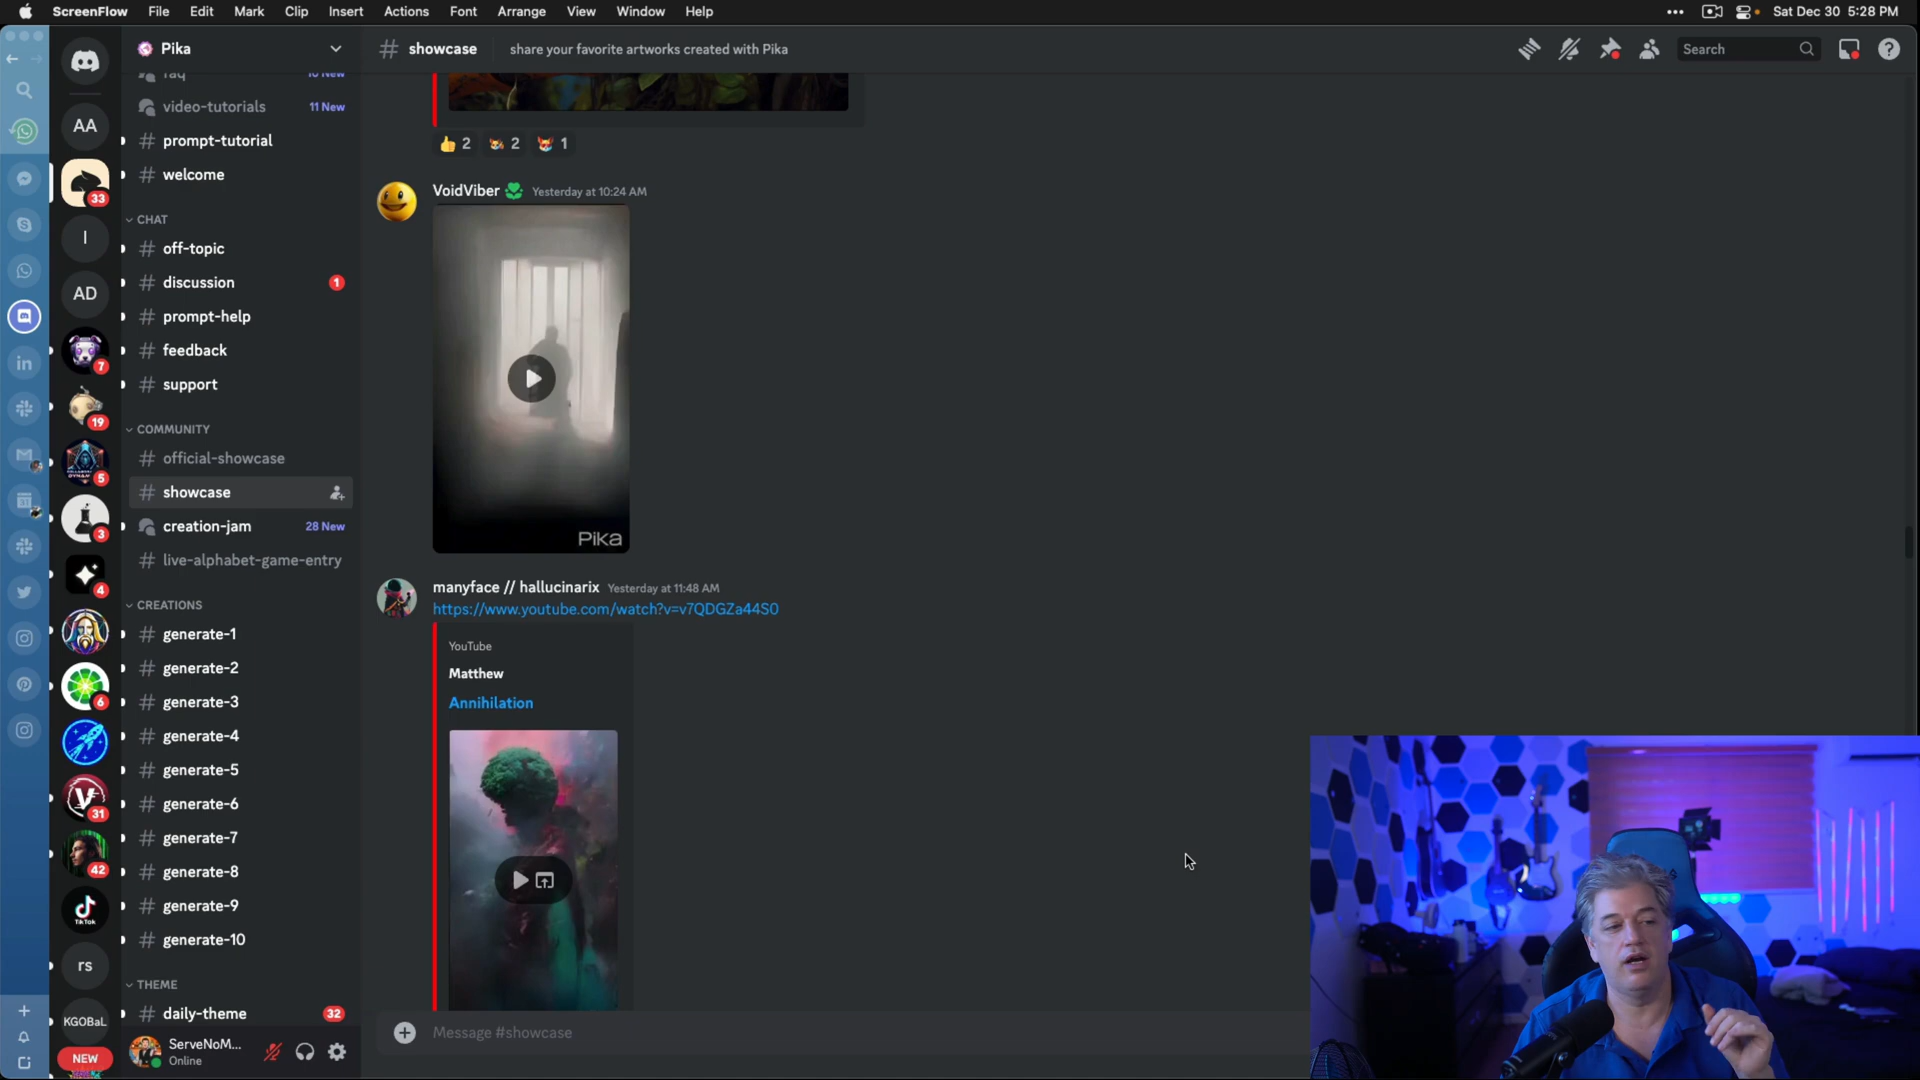 ScreenFlow File Edit Mark Clip Insert Actions Font Arrange View Window Help
Sat Dec 30 5:28 PM
Pika
showcase
share your favorite artworks created with Pika
Search
faq 10 New
video-tutorials 11 New
prompt-tutorial
welcome
CHAT
off-topic
discussion 1
prompt-help
feedback
support
COMMUNITY
official-showcase
showcase
creation-jam 28 New
live-alphabet-game-entry
CREATIONS
generate-1
generate-2
generate-3
generate-4
generate-5
generate-6
generate-7
generate-8
generate-9
generate-10
THEME
daily-theme 32
ServeNoM...
Online
AA
33
I
AD
7
19
5
3
4
6
V
31
42
TikTok
rs
KGOBaL
NEW
in
31
2 2 1
VoidViber Yesterday at 10:24 AM
Pika
manyface // hallucinarix Yesterday at 11:48 AM
https://www.youtube.com/watch?v=v7QDGZa44S0
YouTube
Matthew
Annihilation
Message #showcase